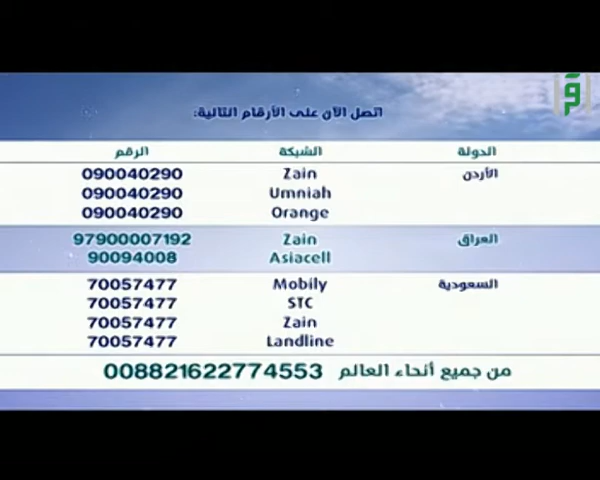 اتصل الآن على الأرقام التالية:
الدولة الشبكة الرقم
الأردن Zain 090040290
Umniah 090040290
Orange 090040290
العراق Zain 97900007192
Asiacell 90094008
السعودية Mobily 70057477
STC 70057477
Zain 70057477
Landline 70057477
من جميع أنحاء العالم 008821622774553